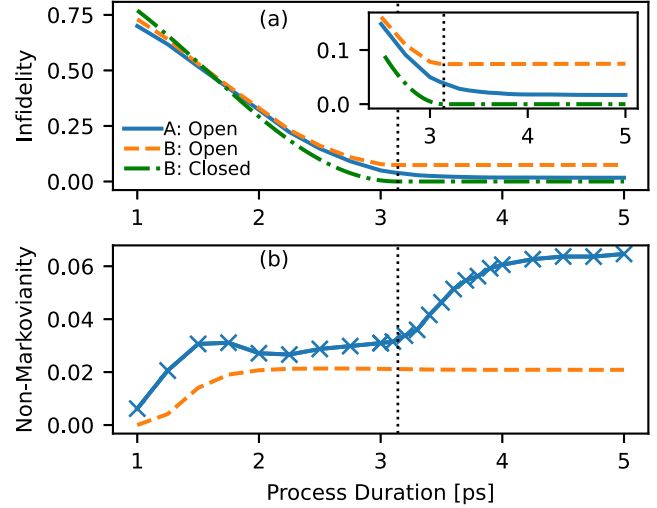 (a)
Infidelity
0.75
0.50
0.25
0.00
A: Open
B: Open
B: Closed
1
2
3
4
5
0.1
0.0
3
4
5
(b)
Non-Markovianity
0.06
0.04
0.02
0.00
1
2
3
4
5
Process Duration [ps]